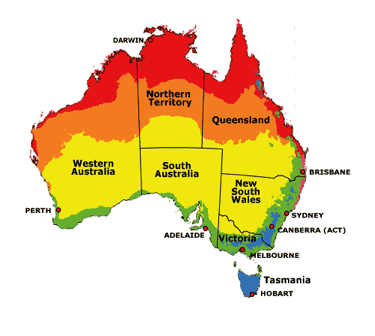 DARWIN
Northern
Territory
Queensland
Western
Australia
South
Australia
BRISBANE
New
South
Wales
PERTH
SYDNEY
ADELAIDE
Victoria
CANBERRA (ACT)
MELBOURNE
Tasmania
HOBART